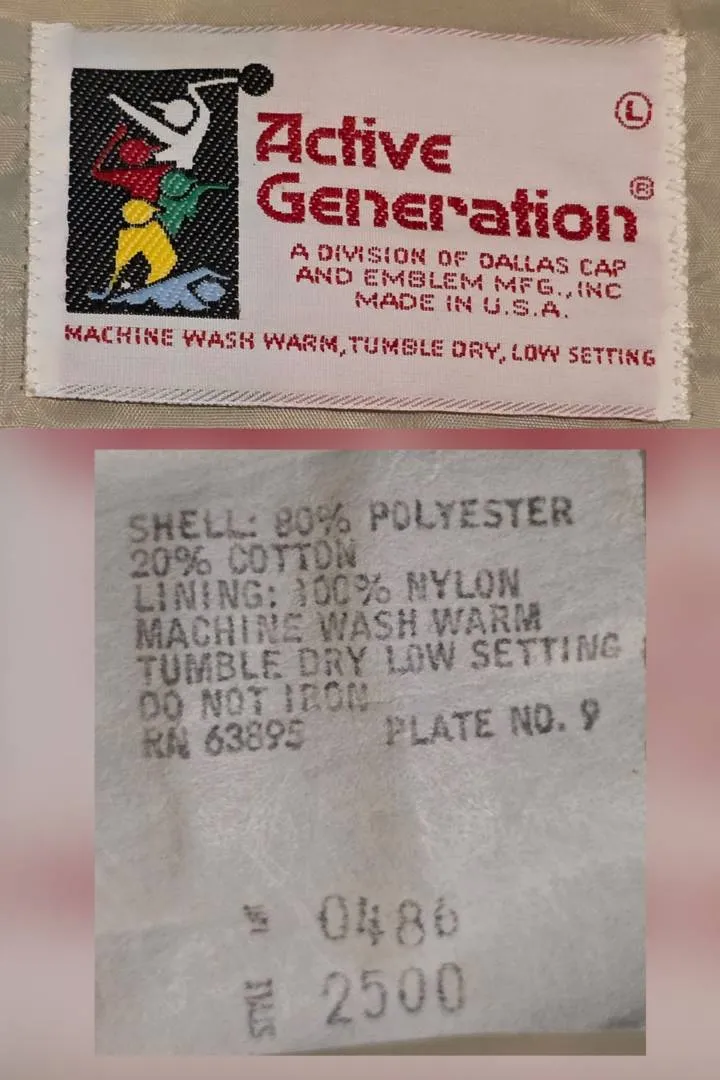 Ⓛ
Active
Generation®
A DIVISION OF DALLAS CAP
AND EMBLEM MFG., INC
MADE IN U.S.A.
MACHINE WASH WARM, TUMBLE DRY, LOW SETTING
SHELL: 80% POLYESTER
20% COTTON
LINING: 100% NYLON
MACHINE WASH WARM
TUMBLE DRY LOW SETTING
DO NOT IRON
RN 63895 PLATE NO. 9
LOT 0486
STYLE 2500